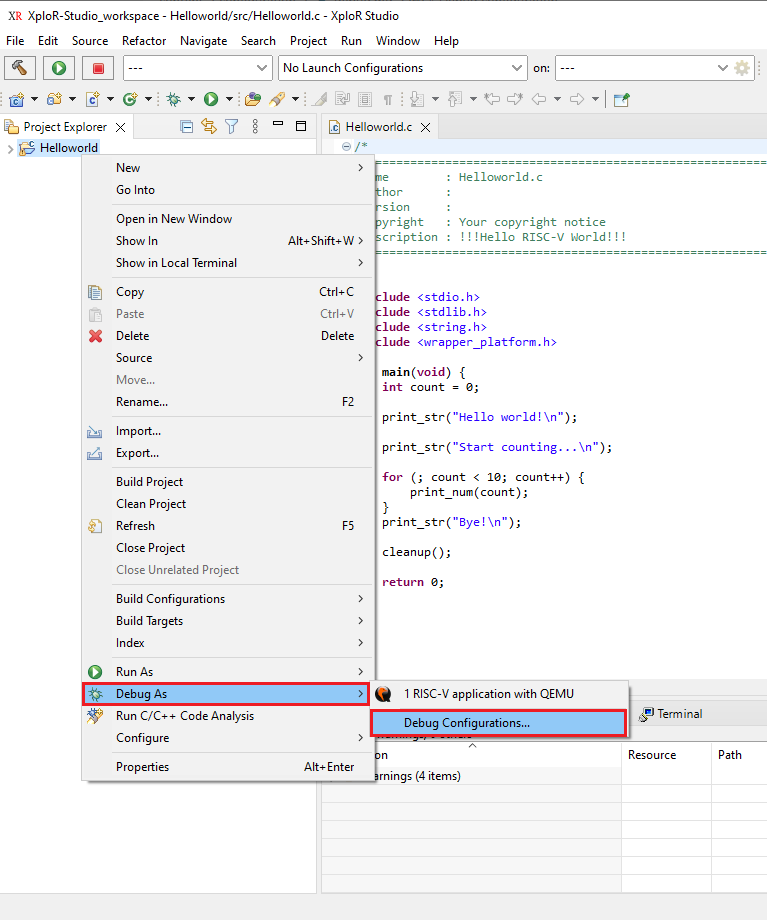 XR XploR-Studio_workspace - Helloworld/src/Helloworld.c - XploR Studio
File Edit Source Refactor Navigate Search Project Run Window Help
--- No Launch Configurations on: ---
Project Explorer
Helloworld
Helloworld.c
New
Go Into
Open in New Window
Show In Alt+Shift+W
Show in Local Terminal
Copy Ctrl+C
Paste Ctrl+V
Delete Delete
Source
Move...
Rename... F2
Import...
Export...
Build Project
Clean Project
Refresh F5
Close Project
Close Unrelated Project
Build Configurations
Build Targets
Index
Run As
Debug As
Run C/C++ Code Analysis
Configure
Properties Alt+Enter
1 RISC-V application with QEMU
Debug Configurations...
/*
================================================
me : Helloworld.c
thor :
rsion :
pyright : Your copyright notice
scription : !!!Hello RISC-V World!!!
================================================
clude <stdio.h>
clude <stdlib.h>
clude <string.h>
clude <wrapper_platform.h>
main(void) {
int count = 0;
print_str("Hello world!\n");
print_str("Start counting...\n");
for (; count < 10; count++) {
print_num(count);
}
print_str("Bye!\n");
cleanup();
return 0;
Terminal
on Resource Path
arnings (4 items)